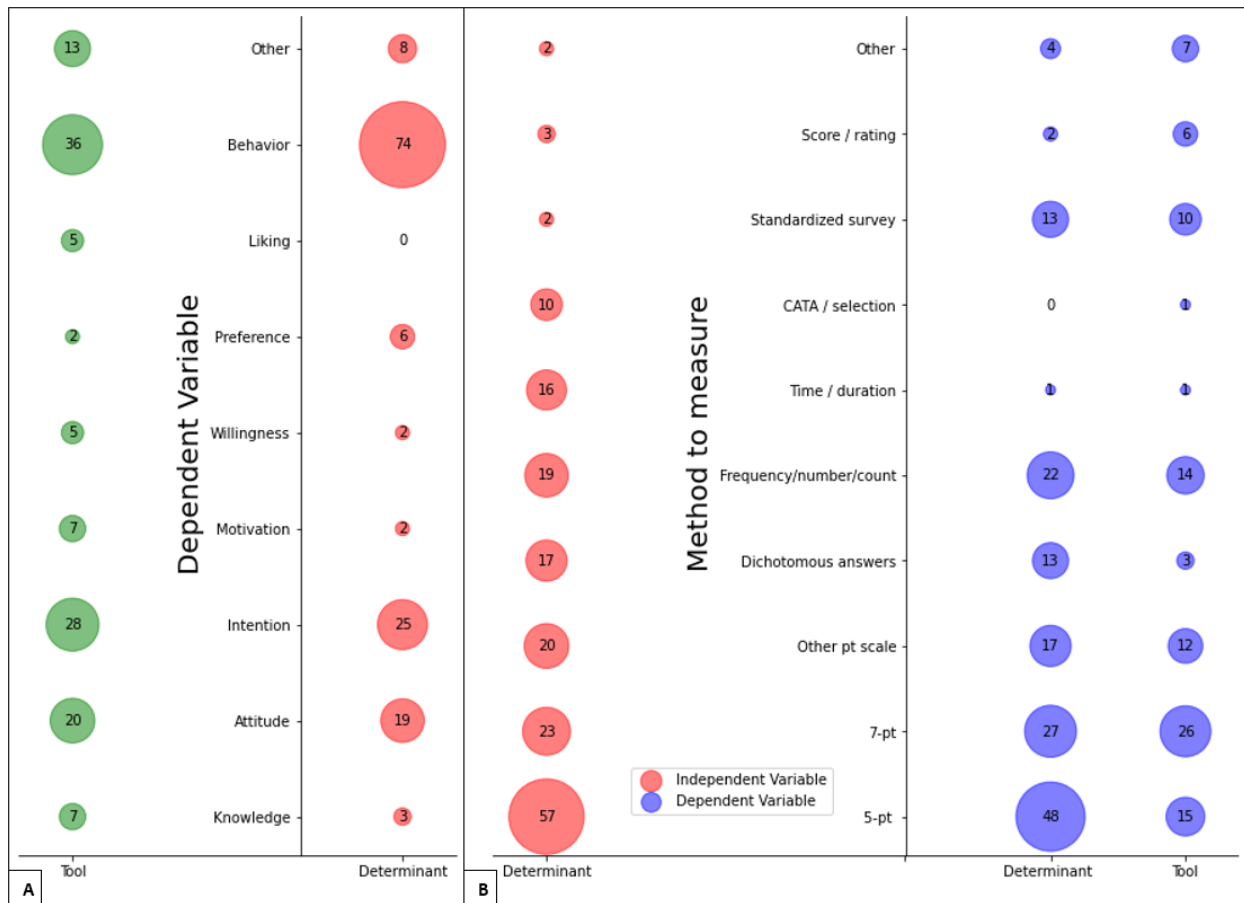 13 Other 8 2 Other 4 7
36 Behavior 74 3 Score / rating 2 6
5 Liking 0 2 Standardized survey 13 10
Dependent Variable
2 Preference 6 10 CATA / selection 0 1
Method to measure
5 Willingness 2 16 Time / duration 1 1
7 Motivation 2 19 Frequency/number/count 22 14
28 Intention 25 17 Dichotomous answers 13 3
20 Attitude 19 20 Other pt scale 17 12
7 Knowledge 3 23 7-pt 27 26
Independent Variable
Dependent Variable
57 5-pt 48 15
Tool Determinant Determinant Determinant Tool
A B